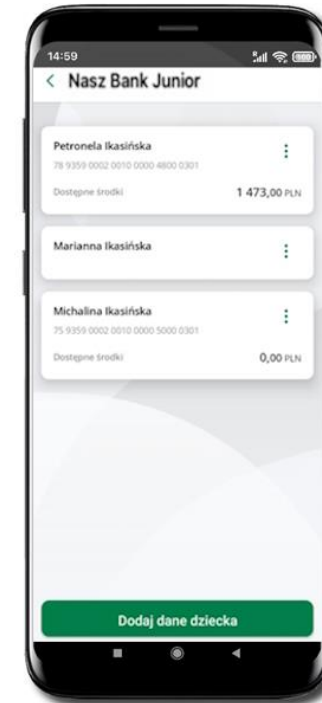 14:59
Nasz Bank Junior
Petronela Ikasińska
78 9359 0002 0010 0000 4800 0301
Dostępne środki 1 473,00 PLN
Marianna Ikasińska
Michalina Ikasińska
75 9359 0002 0010 0000 5000 0301
Dostępne środki 0,00 PLN
Dodaj dane dziecka